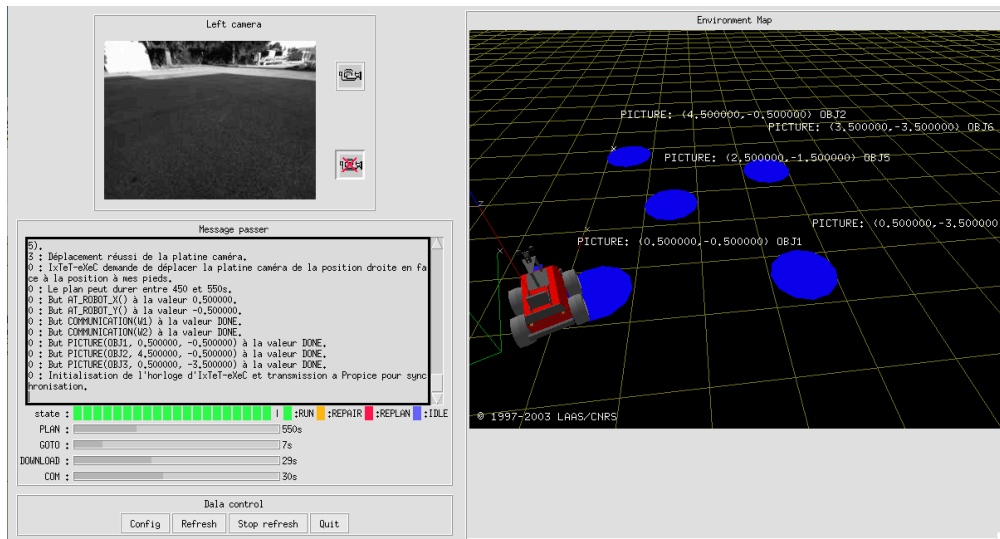 Left camera
Message passer
5).
3 : Déplacement réussi de la platine caméra.
0 : IxTeT-eXeC demande de déplacer la platine caméra de la position droite en fa
ce à la position à mes pieds.
0 : Le plan peut durer entre 450 et 550s.
0 : But AT_ROBOT_X() à la valeur 0.500000.
0 : But AT_ROBOT_Y() à la valeur -0.500000.
0 : But COMMUNICATION(W1) à la valeur DONE.
0 : But COMMUNICATION(W2) à la valeur DONE.
0 : But PICTURE(OBJ1, 0.500000, -0.500000) à la valeur DONE.
0 : But PICTURE(OBJ2, 4.500000, -0.500000) à la valeur DONE.
0 : But PICTURE(OBJ3, 0.500000, -3.500000) à la valeur DONE.
0 : Initialisation de l'horloge d'IxTeT-eXeC et transmission a Propice pour sync
hronisation.
state : | :RUN :REPAIR :REPLAN :IDLE
PLAN : 550s
GOTO : 7s
DOWNLOAD : 29s
COM : 30s
Dala control
Config Refresh Stop refresh Quit
Environment Map
PICTURE: (4.500000,-0.500000) OBJ2
PICTURE: (3.500000,-3.500000) OBJ6
X
PICTURE: (2.500000,-1.500000) OBJ5
Z
PICTURE: (0.500000,-3.500000
X
PICTURE: (0.500000,-0.500000) OBJ1
X
© 1997-2003 LAAS/CNRS